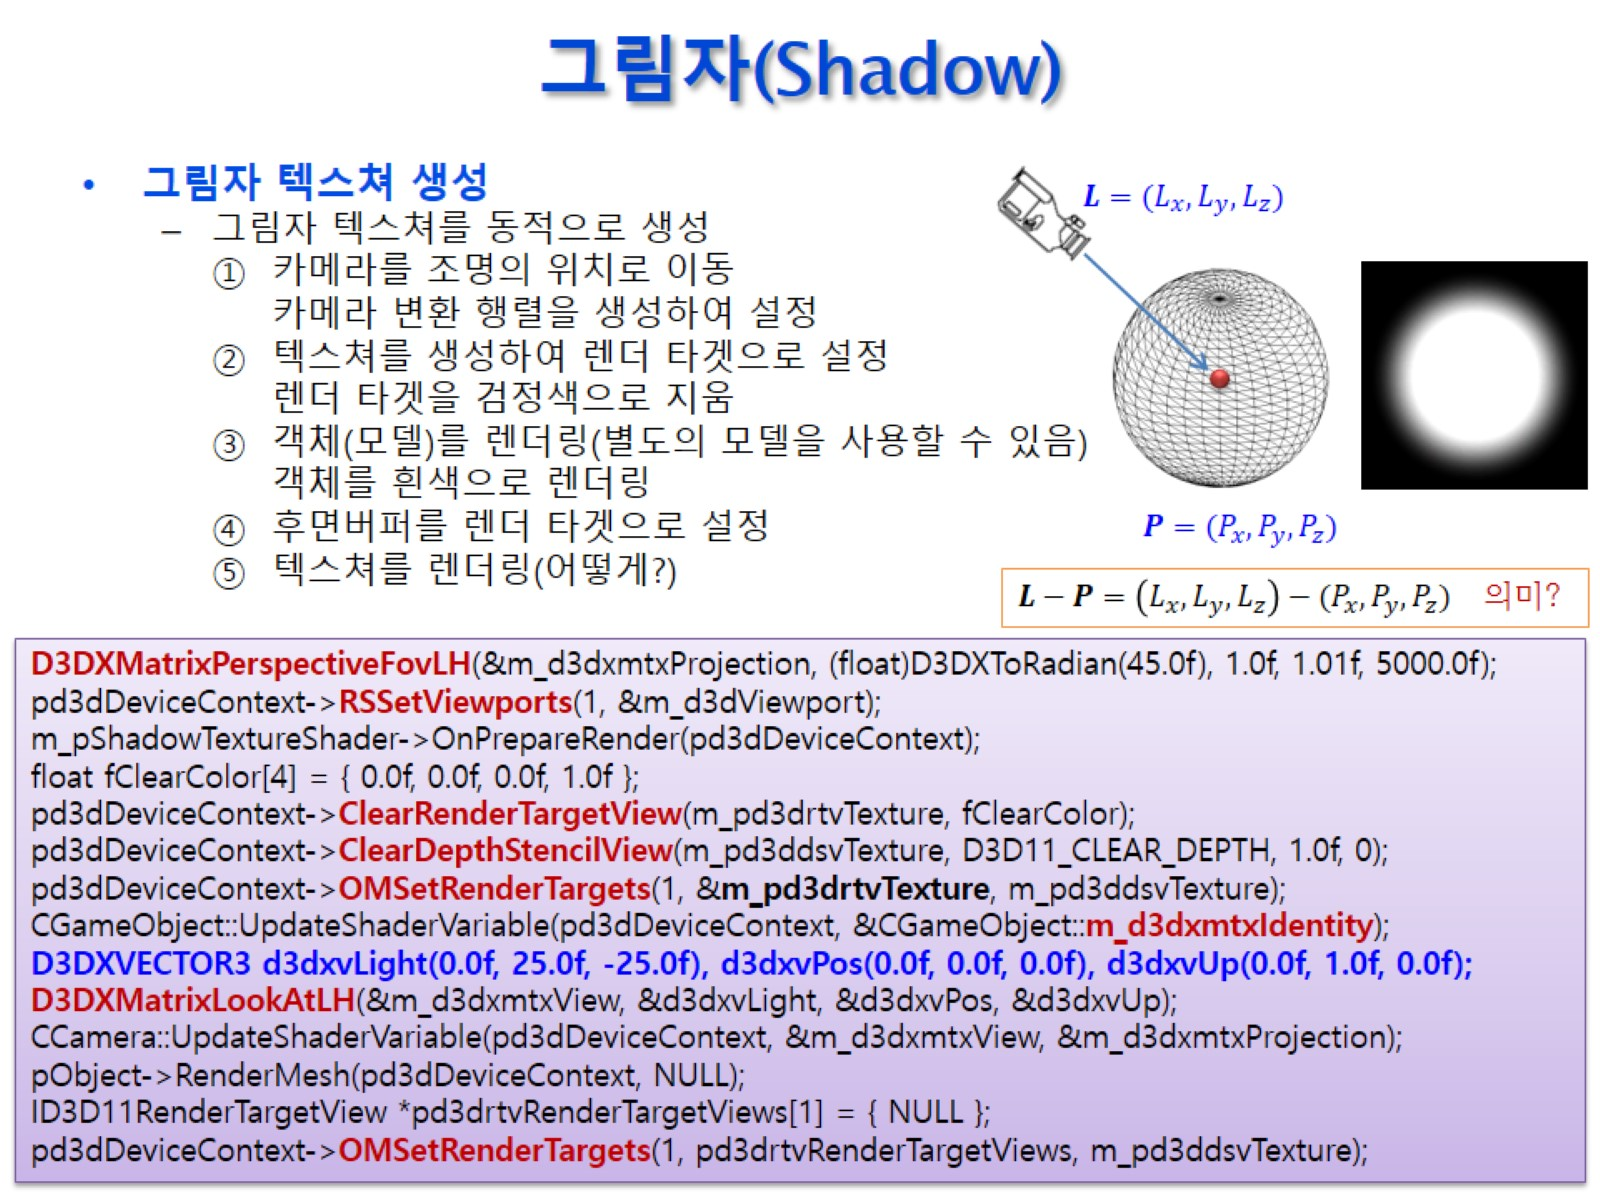 그림자(Shadow)
• 그림자 텍스쳐 생성
– 그림자 텍스쳐를 동적으로 생성
① 카메라를 조명의 위치로 이동
카메라 변환 행렬을 생성하여 설정
② 텍스쳐를 생성하여 렌더 타겟으로 설정
렌더 타겟을 검정색으로 지움
③ 객체(모델)를 렌더링(별도의 모델을 사용할 수 있음)
객체를 흰색으로 렌더링
④ 후면버퍼를 렌더 타겟으로 설정
⑤ 텍스쳐를 렌더링(어떻게?)
L = (Lx, Ly, Lz)
P = (Px, Py, Pz)
L − P = (Lx, Ly, Lz) − (Px, Py, Pz) 의미?
D3DXMatrixPerspectiveFovLH(&m_d3dxmtxProjection, (float)D3DXToRadian(45.0f), 1.0f, 1.01f, 5000.0f);
pd3dDeviceContext->RSSetViewports(1, &m_d3dViewport);
m_pShadowTextureShader->OnPrepareRender(pd3dDeviceContext);
float fClearColor[4] = { 0.0f, 0.0f, 0.0f, 1.0f };
pd3dDeviceContext->ClearRenderTargetView(m_pd3drtvTexture, fClearColor);
pd3dDeviceContext->ClearDepthStencilView(m_pd3ddsvTexture, D3D11_CLEAR_DEPTH, 1.0f, 0);
pd3dDeviceContext->OMSetRenderTargets(1, &m_pd3drtvTexture, m_pd3ddsvTexture);
CGameObject::UpdateShaderVariable(pd3dDeviceContext, &CGameObject::m_d3dxmtxIdentity);
D3DXVECTOR3 d3dxvLight(0.0f, 25.0f, -25.0f), d3dxvPos(0.0f, 0.0f, 0.0f), d3dxvUp(0.0f, 1.0f, 0.0f);
D3DXMatrixLookAtLH(&m_d3dxmtxView, &d3dxvLight, &d3dxvPos, &d3dxvUp);
CCamera::UpdateShaderVariable(pd3dDeviceContext, &m_d3dxmtxView, &m_d3dxmtxProjection);
pObject->RenderMesh(pd3dDeviceContext, NULL);
ID3D11RenderTargetView *pd3drtvRenderTargetViews[1] = { NULL };
pd3dDeviceContext->OMSetRenderTargets(1, pd3drtvRenderTargetViews, m_pd3ddsvTexture);